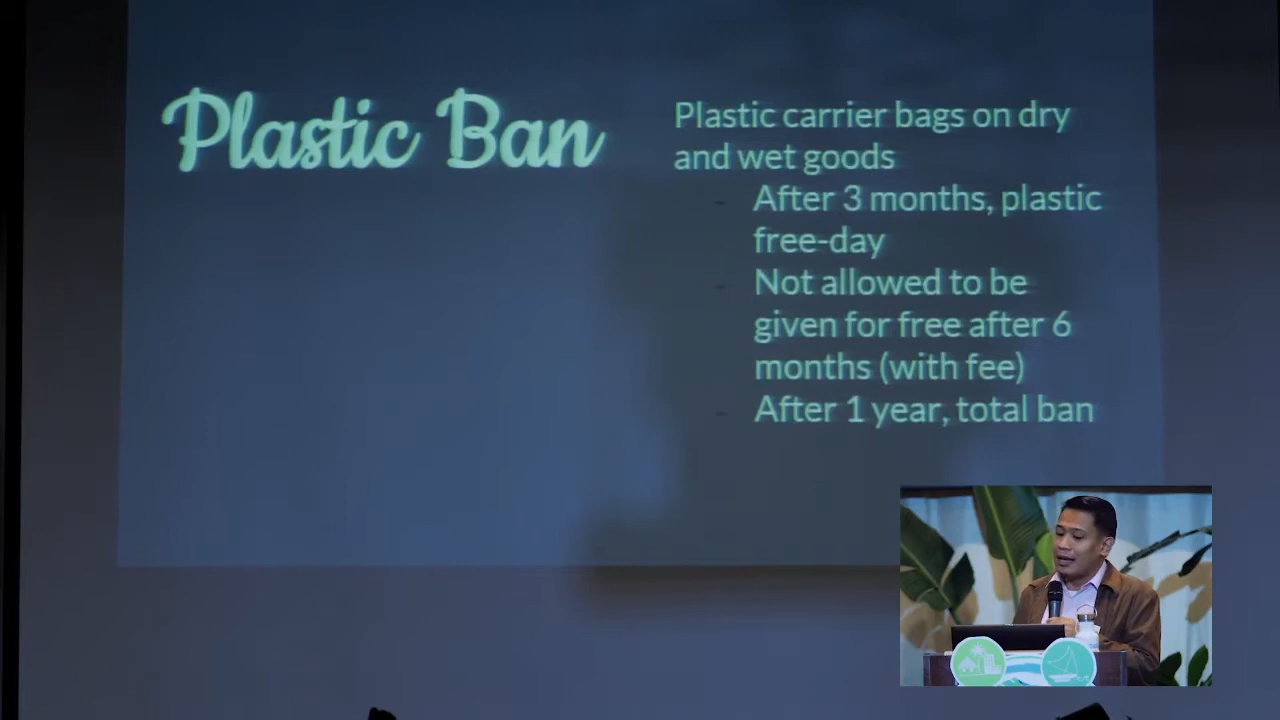 Plastic Ban
Plastic carrier bags on dry
and wet goods
- After 3 months, plastic
free-day
- Not allowed to be
given for free after 6
months (with fee)
- After 1 year, total ban